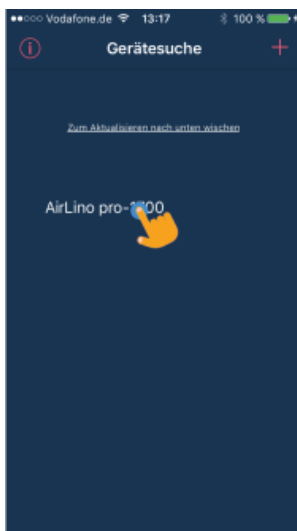 Vodafone.de 13:17 100 %
Gerätesuche
Zum Aktualisieren nach unten wischen
AirLino pro-